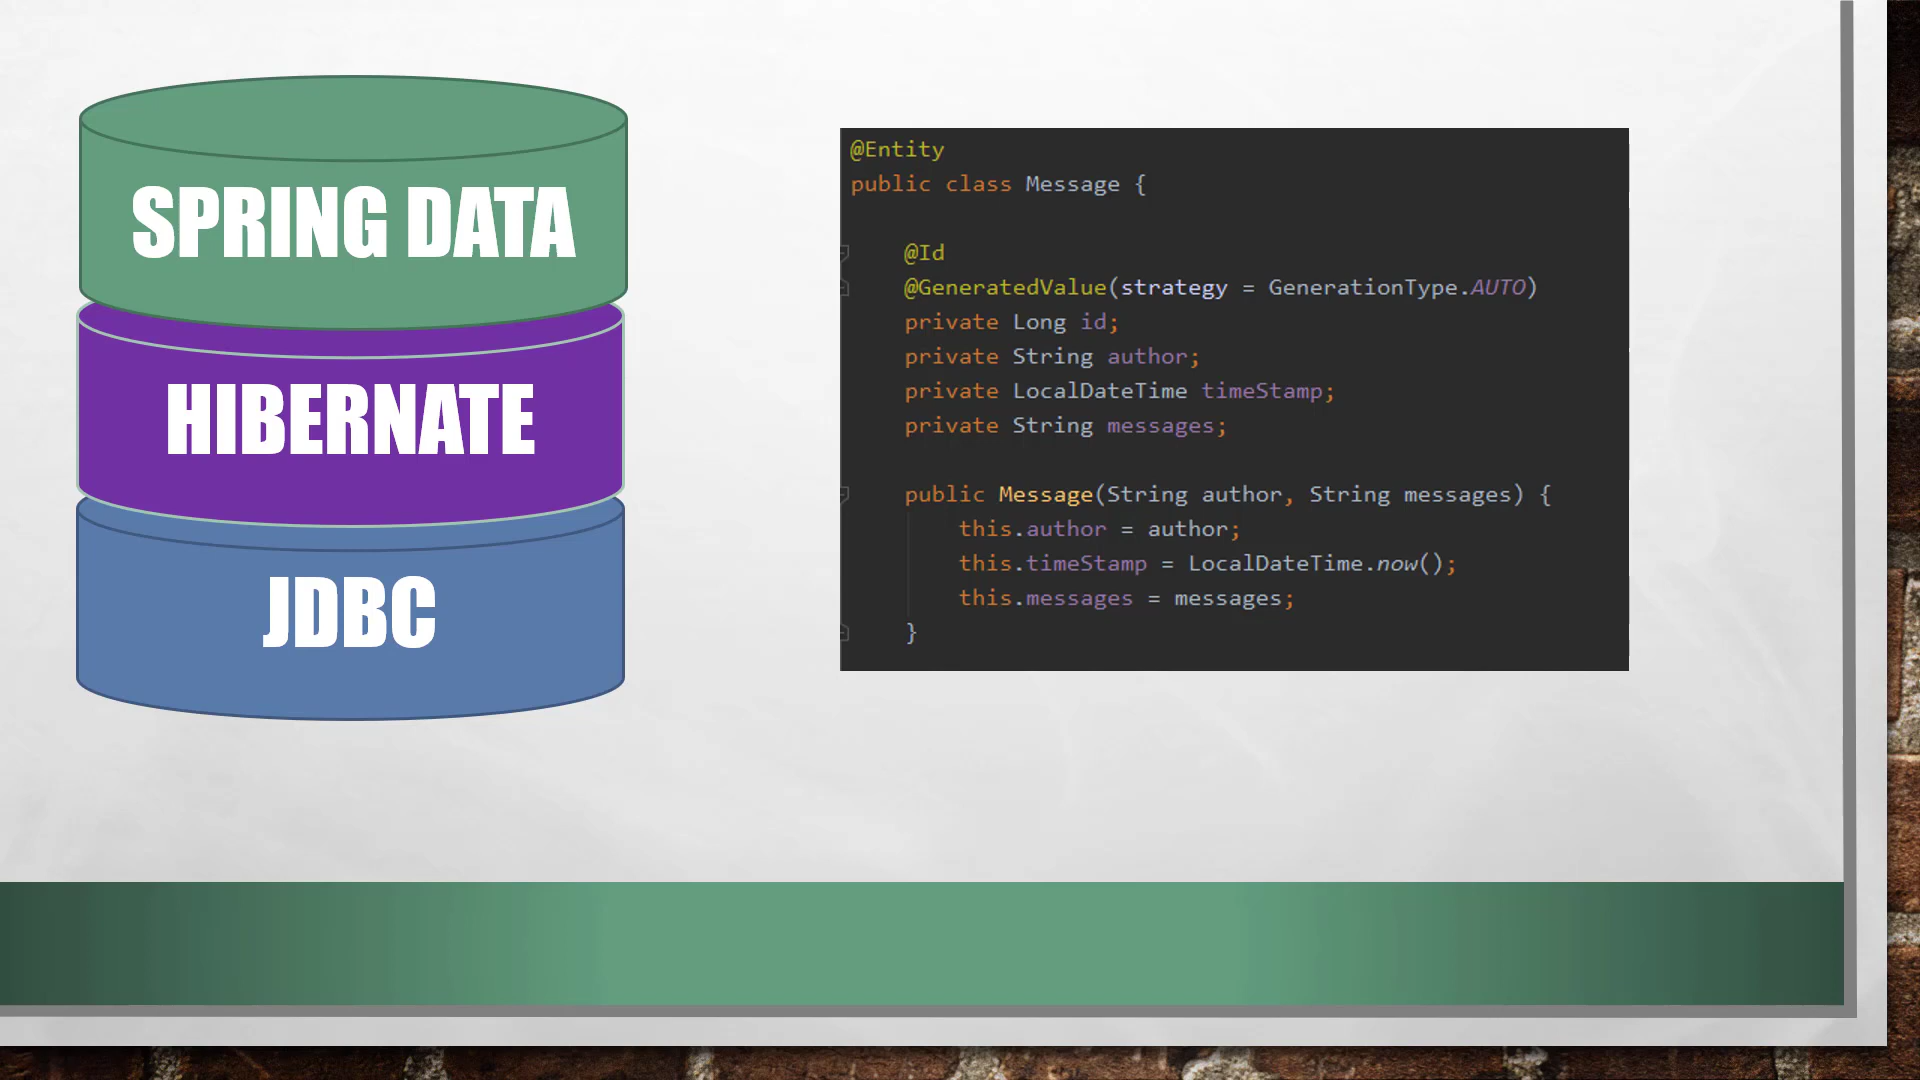 SPRING DATA
HIBERNATE
JDBC
@Entity
public class Message {
@Id
@GeneratedValue(strategy = GenerationType.AUTO)
private Long id;
private String author;
private LocalDateTime timeStamp;
private String messages;
public Message(String author, String messages) {
this.author = author;
this.timeStamp = LocalDateTime.now();
this.messages = messages;
}